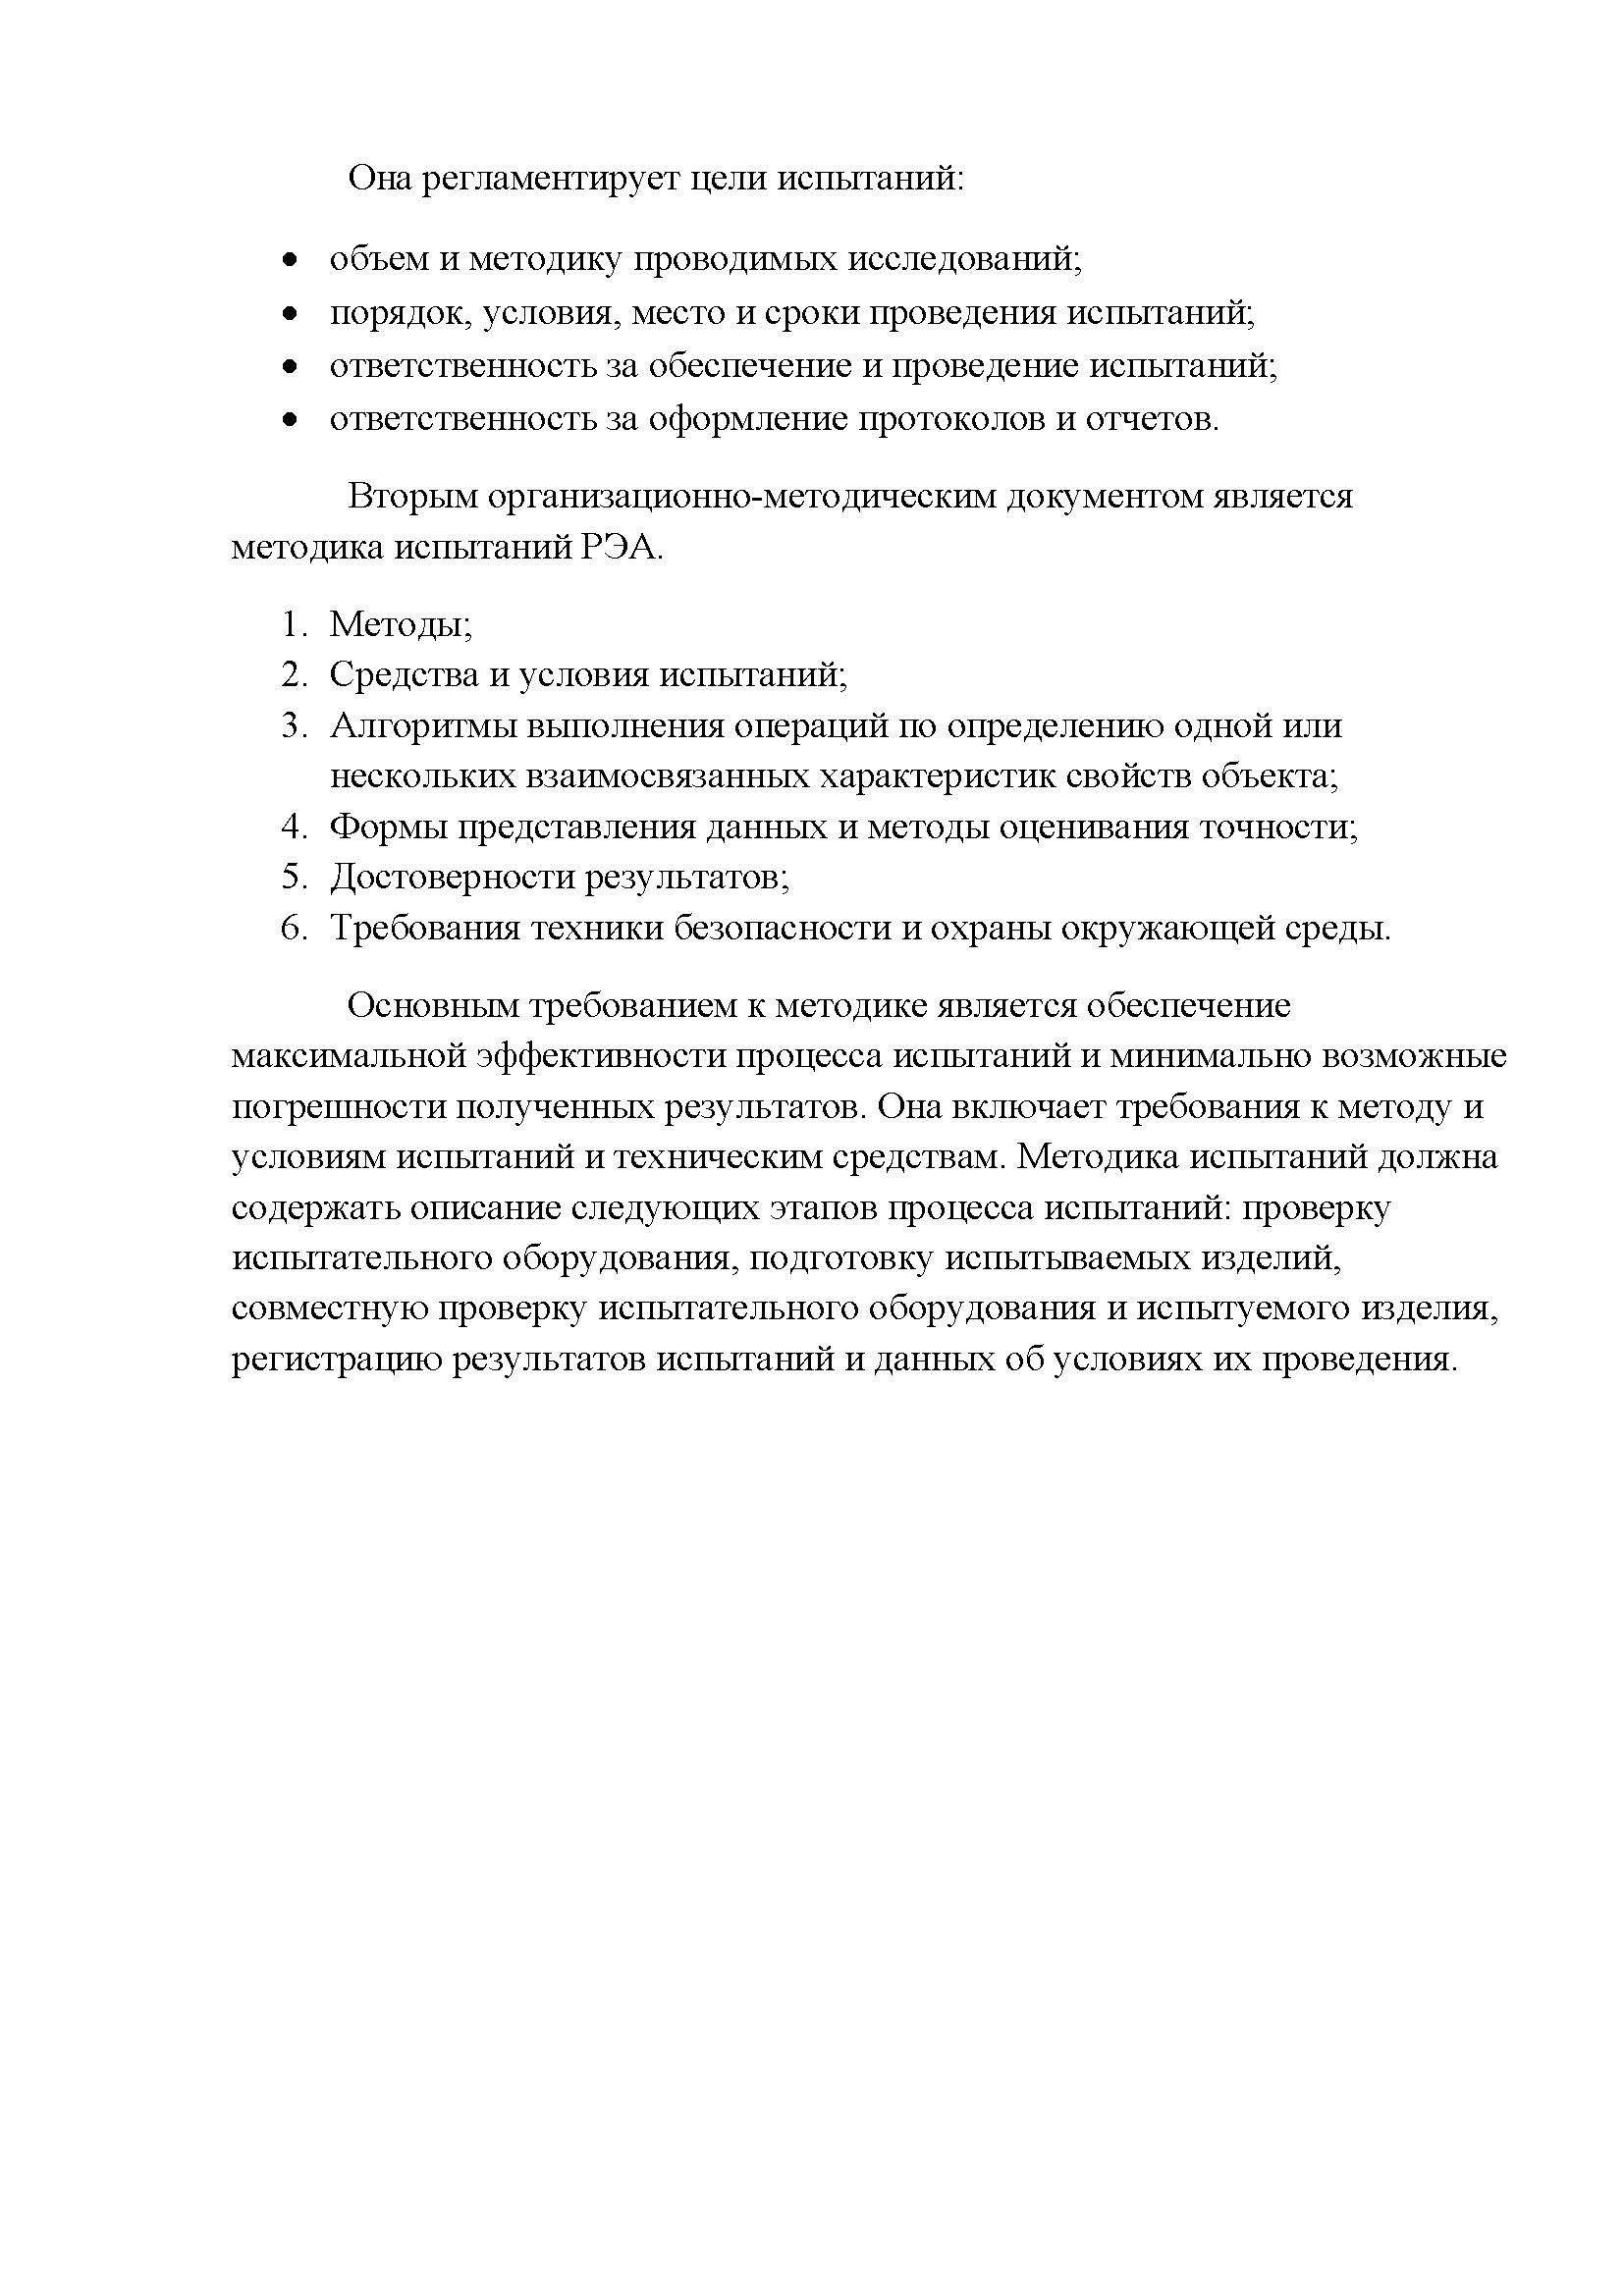 Она регламентирует цели испытаний:
• объем и методику проводимых исследований;
• порядок, условия, место и сроки проведения испытаний;
• ответственность за обеспечение и проведение испытаний;
• ответственность за оформление протоколов и отчетов.
Вторым организационно-методическим документом является
методика испытаний РЭА.
1. Методы;
2. Средства и условия испытаний;
3. Алгоритмы выполнения операций по определению одной или
нескольких взаимосвязанных характеристик свойств объекта;
4. Формы представления данных и методы оценивания точности;
5. Достоверности результатов;
6. Требования техники безопасности и охраны окружающей среды.
Основным требованием к методике является обеспечение
максимальной эффективности процесса испытаний и минимально возможные
погрешности полученных результатов. Она включает требования к методу и
условиям испытаний и техническим средствам. Методика испытаний должна
содержать описание следующих этапов процесса испытаний: проверку
испытательного оборудования, подготовку испытываемых изделий,
совместную проверку испытательного оборудования и испытуемого изделия,
регистрацию результатов испытаний и данных об условиях их проведения.